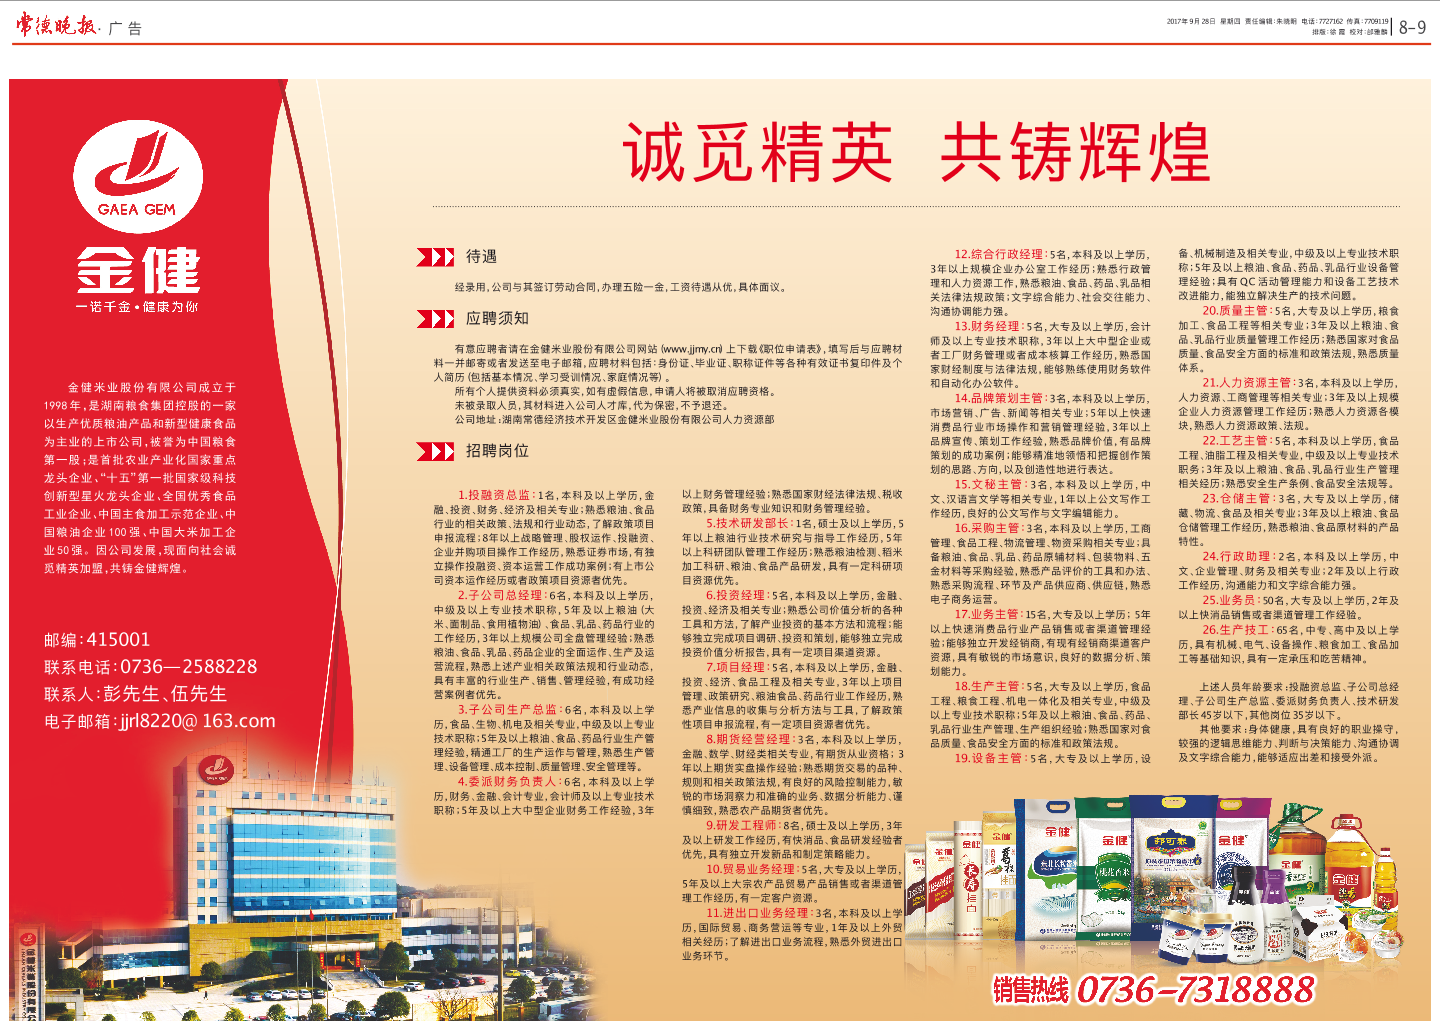 常德晚报·广告
2017年9月28日 星期四 责任编辑:朱晓明 电话:7727162 传真:7709119
排版:徐霞 校对:邰雅麟
8-9
GAEA GEM
金健
一诺千金·健康为你
金健米业股份有限公司成立于
1998年,是湖南粮食集团控股的一家
以生产优质粮油产品和新型健康食品
为主业的上市公司,被誉为中国粮食
第一股;是首批农业产业化国家重点
龙头企业、“十五”第一批国家级科技
创新型星火龙头企业、全国优秀食品
工业企业、中国主食加工示范企业、中
国粮油企业100强、中国大米加工企
业50强。因公司发展,现面向社会诚
觅精英加盟,共铸金健辉煌。
邮编:415001
联系电话:0736—2588228
联系人:彭先生、伍先生
电子邮箱:jjrl8220@163.com
诚觅精英 共铸辉煌
待遇
经录用,公司与其签订劳动合同,办理五险一金,工资待遇从优,具体面议。
应聘须知
有意应聘者请在金健米业股份有限公司网站(www.jjmy.cn)上下载《职位申请表》,填写后与应聘材
料一并邮寄或者发送至电子邮箱,应聘材料包括:身份证、毕业证、职称证件等各种有效证书复印件及个
人简历(包括基本情况、学习受训情况、家庭情况等)。
所有个人提供资料必须真实,如有虚假信息,申请人将被取消应聘资格。
未被录取人员,其材料进入公司人才库,代为保密,不予退还。
公司地址:湖南常德经济技术开发区金健米业股份有限公司人力资源部
招聘岗位
1.投融资总监:1名,本科及以上学历,金
融、投资、财务、经济及相关专业;熟悉粮油、食品
行业的相关政策、法规和行业动态,了解政策项目
申报流程;8年以上战略管理、股权运作、投融资、
企业并购项目操作工作经历,熟悉证券市场,有独
立操作投融资、资本运营工作成功案例;有上市公
司资本运作经历或者政策项目资源者优先。
2.子公司总经理:6名,本科及以上学历,
中级及以上专业技术职称,5年及以上粮油(大
米、面制品、食用植物油)、食品、乳品、药品行业的
工作经历,3年以上规模公司全盘管理经验;熟悉
粮油、食品、乳品、药品企业的全面运作、生产及运
营流程,熟悉上述产业相关政策法规和行业动态,
具有丰富的行业生产、销售、管理经验,有成功经
营案例者优先。
3.子公司生产总监:6名,本科及以上学
历,食品、生物、机电及相关专业,中级及以上专业
技术职称;5年及以上粮油、食品、药品行业生产管
理经验,精通工厂的生产运作与管理,熟悉生产管
理、设备管理、成本控制、质量管理、安全管理等。
4.委派财务负责人:6名,本科及以上学
历,财务、金融、会计专业,会计师及以上专业技术
职称;5年及以上大中型企业财务工作经验,3年
以上财务管理经验;熟悉国家财经法律法规、税收
政策,具备财务专业知识和财务管理经验。
5.技术研发部长:1名,硕士及以上学历,5
年以上粮油行业技术研究与指导工作经历,5年
以上科研团队管理工作经历;熟悉粮油检测、稻米
加工科研、粮油、食品产品研发,具有一定科研项
目资源优先。
6.投资经理:5名,本科及以上学历,金融、
投资、经济及相关专业;熟悉公司价值分析的各种
工具和方法,了解产业投资的基本方法和流程;能
够独立完成项目调研、投资和策划,能够独立完成
投资价值分析报告,具有一定项目渠道资源。
7.项目经理:5名,本科及以上学历,金融、
投资、经济、食品工程及相关专业,3年以上项目
管理、政策研究、粮油食品、药品行业工作经历,熟
悉产业信息的收集与分析方法与工具,了解政策
性项目申报流程,有一定项目资源者优先。
8.期货经营经理:3名,本科及以上学历,
金融、数学、财经类相关专业,有期货从业资格;3
年以上期货实盘操作经验;熟悉期货交易的品种、
规则和相关政策法规,有良好的风险控制能力,敏
锐的市场洞察力和准确的业务、数据分析能力、谨
慎细致,熟悉农产品期货者优先。
9.研发工程师:8名,硕士及以上学历,3年
及以上研发工作经历,有快消品、食品研发经验者
优先,具有独立开发新品和制定策略能力。
10.贸易业务经理:5名,大专及以上学历,
5年及以上大宗农产品贸易产品销售或者渠道管
理工作经历,有一定客户资源。
11.进出口业务经理:3名,本科及以上学
历,国际贸易、商务营运等专业,1年及以上外贸
相关经历;了解进出口业务流程,熟悉外贸进出口
业务环节。
12.综合行政经理:5名,本科及以上学历,
3年以上规模企业办公室工作经历;熟悉行政管
理和人力资源工作,熟悉粮油、食品、药品、乳品相
关法律法规政策;文字综合能力、社会交往能力、
沟通协调能力强。
13.财务经理:5名,大专及以上学历,会计
师及以上专业技术职称,3年以上大中型企业或
者工厂财务管理或者成本核算工作经历,熟悉国
家财经制度与法律法规,能够熟练使用财务软件
和自动化办公软件。
14.品牌策划主管:3名,本科及以上学历,
市场营销、广告、新闻等相关专业;5年以上快速
消费品行业市场操作和营销管理经验,3年以上
品牌宣传、策划工作经验,熟悉品牌价值,有品牌
策划的成功案例;能够精准地领悟和把握创作策
划的思路、方向,以及创造性地进行表达。
15.文秘主管:3名,本科及以上学历,中
文、汉语言文学等相关专业,1年以上公文写作工
作经历,良好的公文写作与文字编辑能力。
16.采购主管:3名,本科及以上学历,工商
管理、食品工程、物流管理、物资采购相关专业;具
备粮油、食品、乳品、药品原辅材料、包装物料、五
金材料等采购经验,熟悉产品评价的工具和办法、
熟悉采购流程、环节及产品供应商、供应链,熟悉
电子商务运营。
17.业务主管:15名,大专及以上学历;5年
以上快速消费品行业产品销售或者渠道管理经
验;能够独立开发经销商,有现有经销商渠道客户
资源,具有敏锐的市场意识,良好的数据分析、策
划能力。
18.生产主管:5名,大专及以上学历,食品
工程、粮食工程、机电一体化及相关专业,中级及
以上专业技术职称;5年及以上粮油、食品、药品、
乳品行业生产管理、生产组织经验;熟悉国家对食
品质量、食品安全方面的标准和政策法规。
19.设备主管:5名,大专及以上学历,设
备、机械制造及相关专业,中级及以上专业技术职
称;5年及以上粮油、食品、药品、乳品行业设备管
理经验;具有QC活动管理能力和设备工艺技术
改进能力,能独立解决生产的技术问题。
20.质量主管:5名,大专及以上学历,粮食
加工、食品工程等相关专业;3年及以上粮油、食
品、乳品行业质量管理工作经历;熟悉国家对食品
质量、食品安全方面的标准和政策法规,熟悉质量
体系。
21.人力资源主管:3名,本科及以上学历,
人力资源、工商管理等相关专业;3年及以上规模
企业人力资源管理工作经历;熟悉人力资源各模
块,熟悉人力资源政策、法规。
22.工艺主管:5名,本科及以上学历,食品
工程、油脂工程及相关专业,中级及以上专业技术
职务;3年及以上粮油、食品、乳品行业生产管理
相关经历;熟悉安全生产条例、食品安全法规等。
23.仓储主管:3名,大专及以上学历,储
藏、物流、食品及相关专业;3年及以上粮油、食品
仓储管理工作经历,熟悉粮油、食品原材料的产品
特性。
24.行政助理:2名,本科及以上学历,中
文、企业管理、财务及相关专业;2年及以上行政
工作经历,沟通能力和文字综合能力强。
25.业务员:50名,大专及以上学历,2年及
以上快消品销售或者渠道管理工作经验。
26.生产技工:65名,中专、高中及以上学
历,具有机械、电气、设备操作、粮食加工、食品加
工等基础知识,具有一定承压和吃苦精神。
上述人员年龄要求:投融资总监、子公司总经
理、子公司生产总监、委派财务负责人、技术研发
部长45岁以下,其他岗位35岁以下。
其他要求:身体健康,具有良好的职业操守,
较强的逻辑思维能力、判断与决策能力、沟通协调
及文字综合能力,能够适应出差和接受外派。
销售热线 0736-7318888